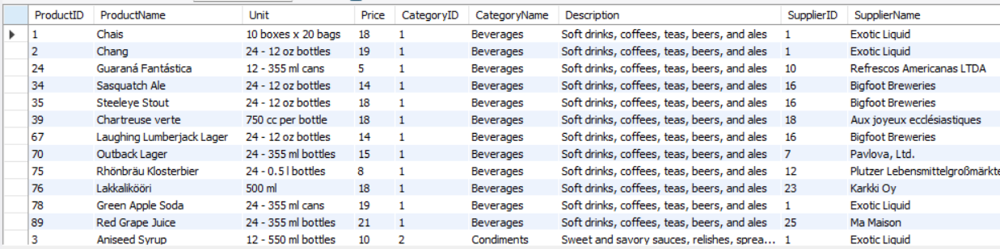 ProductID ProductName Unit Price CategoryID CategoryName Description SupplierID SupplierName
1 Chais 10 boxes x 20 bags 18 1 Beverages Soft drinks, coffees, teas, beers, and ales 1 Exotic Liquid
2 Chang 24 - 12 oz bottles 19 1 Beverages Soft drinks, coffees, teas, beers, and ales 1 Exotic Liquid
24 Guaraná Fantástica 12 - 355 ml cans 5 1 Beverages Soft drinks, coffees, teas, beers, and ales 10 Refrescos Americanas LTDA
34 Sasquatch Ale 24 - 12 oz bottles 14 1 Beverages Soft drinks, coffees, teas, beers, and ales 16 Bigfoot Breweries
35 Steeleye Stout 24 - 12 oz bottles 18 1 Beverages Soft drinks, coffees, teas, beers, and ales 16 Bigfoot Breweries
39 Chartreuse verte 750 cc per bottle 18 1 Beverages Soft drinks, coffees, teas, beers, and ales 18 Aux joyeux ecclésiastiques
67 Laughing Lumberjack Lager 24 - 12 oz bottles 14 1 Beverages Soft drinks, coffees, teas, beers, and ales 16 Bigfoot Breweries
70 Outback Lager 24 - 355 ml bottles 15 1 Beverages Soft drinks, coffees, teas, beers, and ales 7 Pavlova, Ltd.
75 Rhönbräu Klosterbier 24 - 0.5 l bottles 8 1 Beverages Soft drinks, coffees, teas, beers, and ales 12 Plutzer Lebensmittelgroßmärkte
76 Lakkalikööri 500 ml 18 1 Beverages Soft drinks, coffees, teas, beers, and ales 23 Karkki Oy
78 Green Apple Soda 24 - 355 ml cans 19 1 Beverages Soft drinks, coffees, teas, beers, and ales 1 Exotic Liquid
89 Red Grape Juice 24 - 355 ml bottles 21 1 Beverages Soft drinks, coffees, teas, beers, and ales 25 Ma Maison
3 Aniseed Syrup 12 - 550 ml bottles 10 2 Condiments Sweet and savory sauces, relishes, sprea... 1 Exotic Liquid